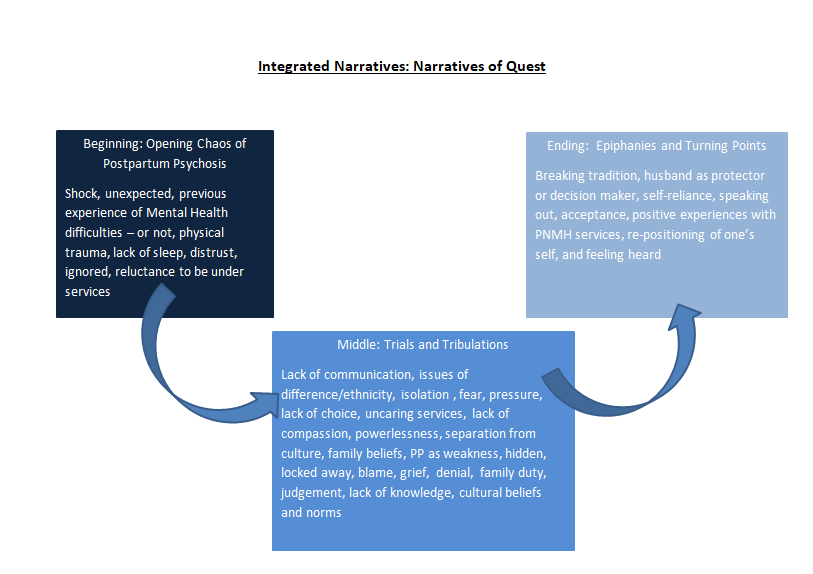 Integrated Narratives: Narratives of Quest
Beginning: Opening Chaos of
Postpartum Psychosis
Shock, unexpected, previous
experience of Mental Health
difficulties – or not, physical
trauma, lack of sleep, distrust,
ignored, reluctance to be under
services
Middle: Trials and Tribulations
Lack of communication, issues of
difference/ethnicity, isolation , fear, pressure,
lack of choice, uncaring services, lack of
compassion, powerlessness, separation from
culture, family beliefs, PP as weakness, hidden,
locked away, blame, grief, denial, family duty,
judgement, lack of knowledge, cultural beliefs
and norms
Ending: Epiphanies and Turning Points
Breaking tradition, husband as protector
or decision maker, self-reliance, speaking
out, acceptance, positive experiences with
PNMH services, re-positioning of one's
self, and feeling heard